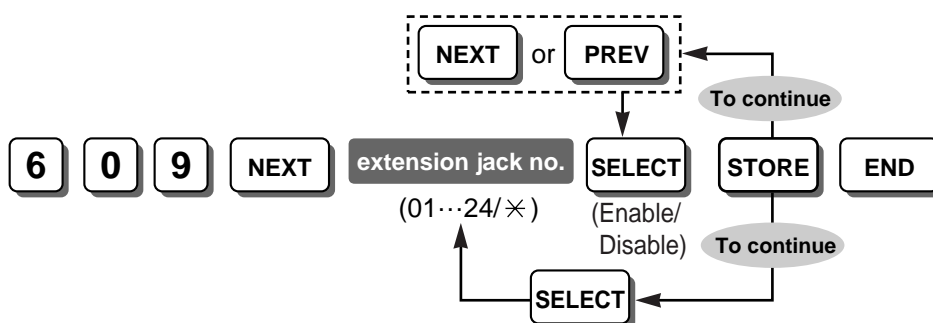 NEXT or PREV
To continue
6 0 9 NEXT extension jack no. SELECT STORE END
(01···24/✳)
(Enable/
Disable)
To continue
SELECT